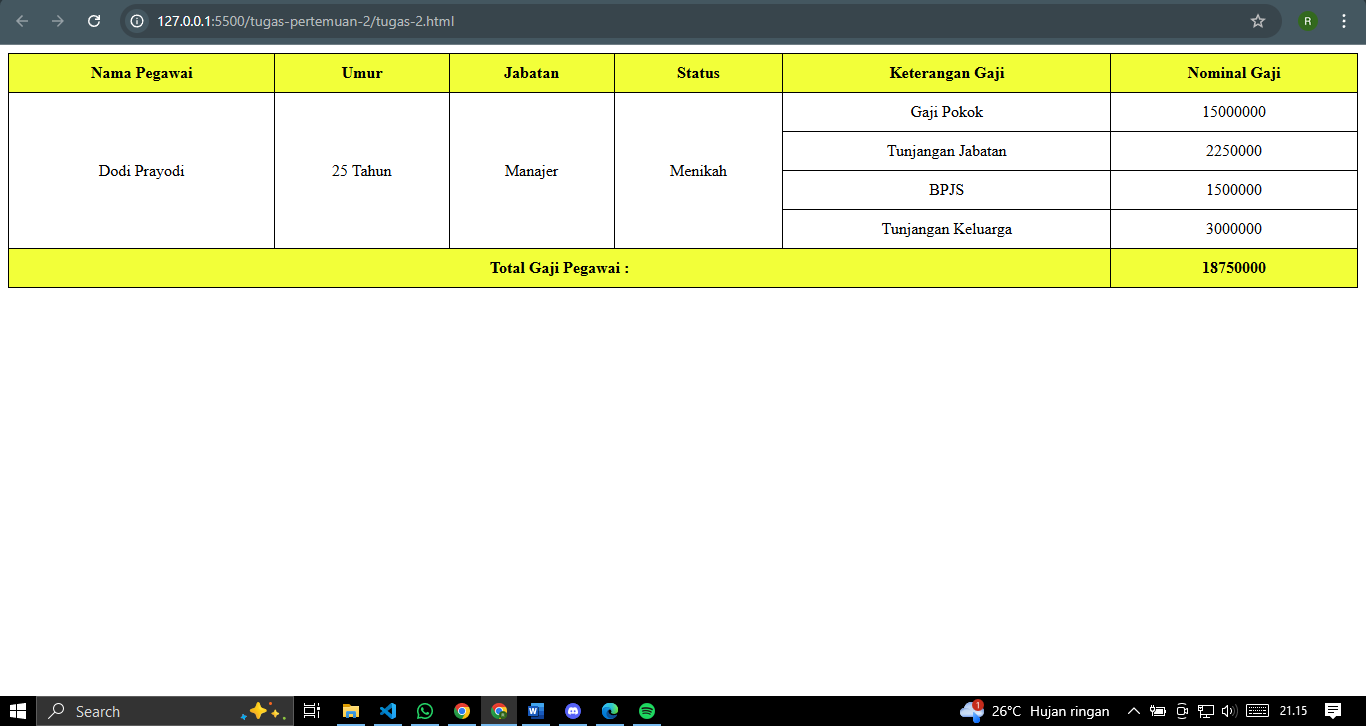 127.0.0.1:5500/tugas-pertemuan-2/tugas-2.html
R
Nama Pegawai Umur Jabatan Status Keterangan Gaji Nominal Gaji
Dodi Prayodi 25 Tahun Manajer Menikah Gaji Pokok 15000000
Tunjangan Jabatan 2250000
BPJS 1500000
Tunjangan Keluarga 3000000
Total Gaji Pegawai : 18750000
Search 1 26°C Hujan ringan 21.15